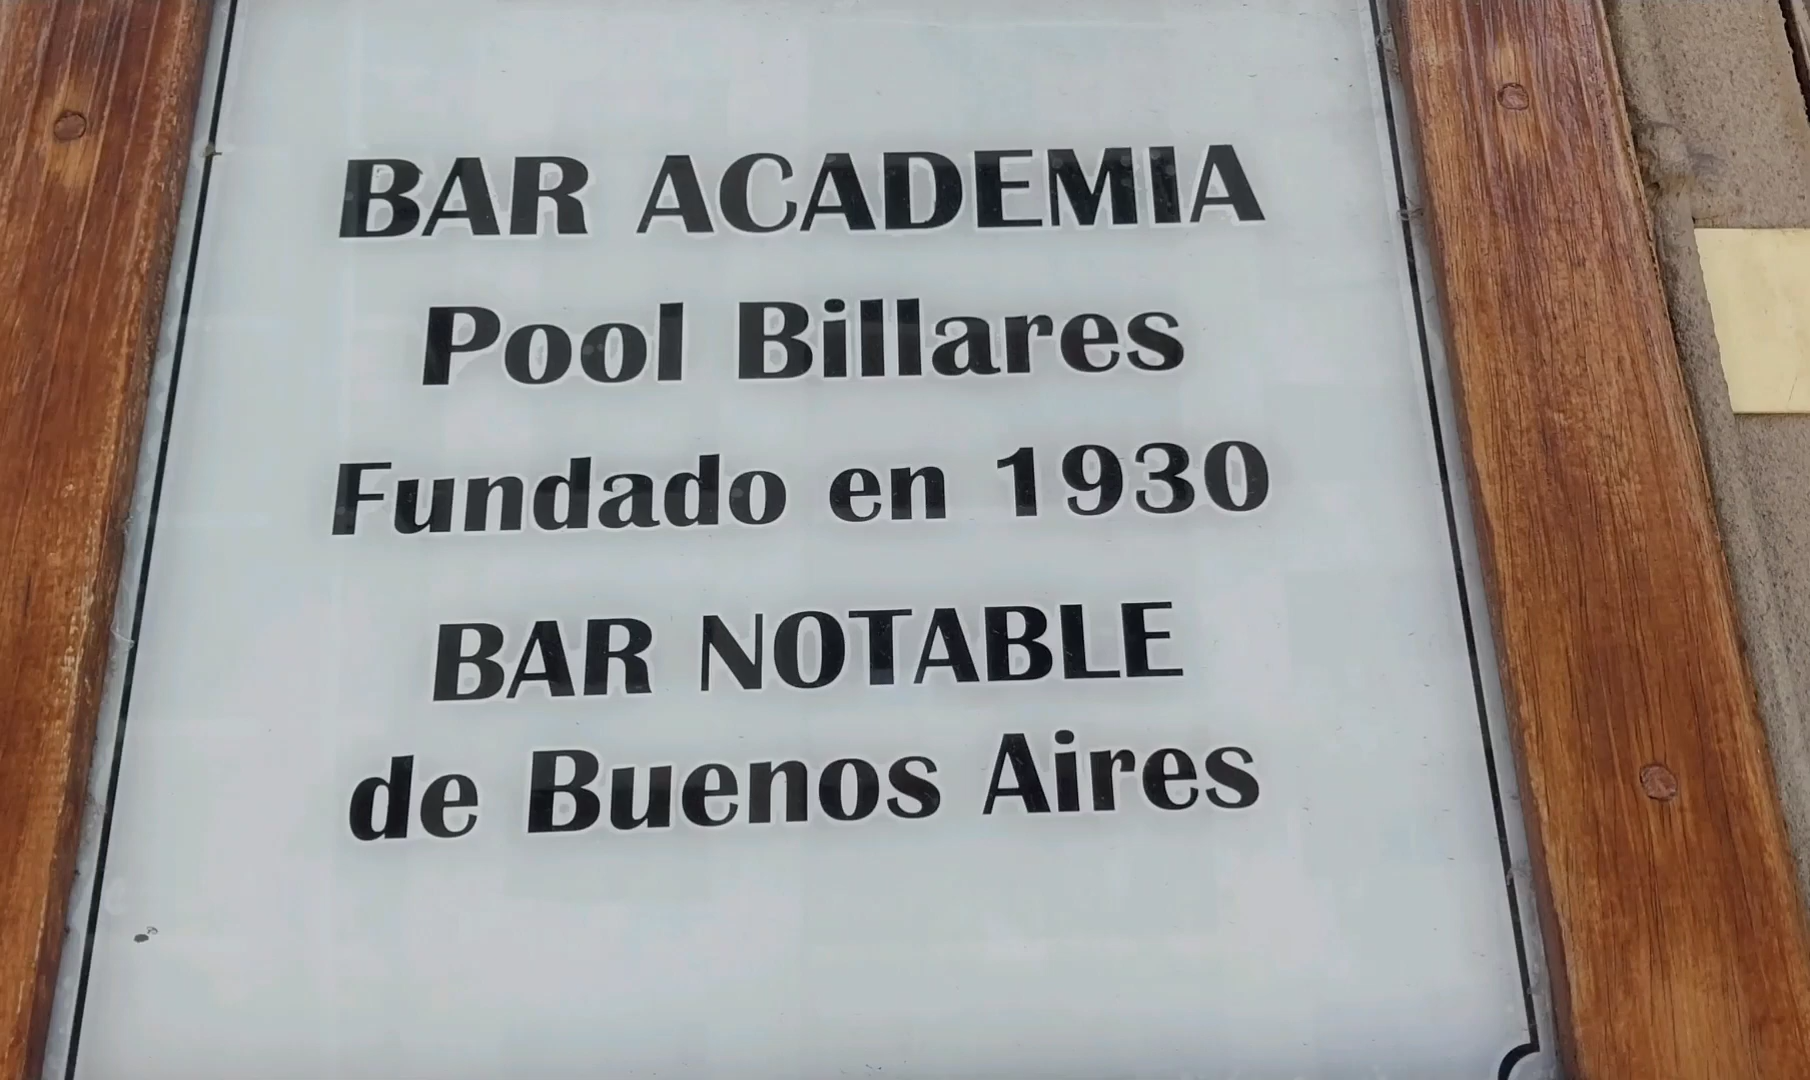 BAR ACADEMIA
Pool Billares
Fundado en 1930
BAR NOTABLE
de Buenos Aires